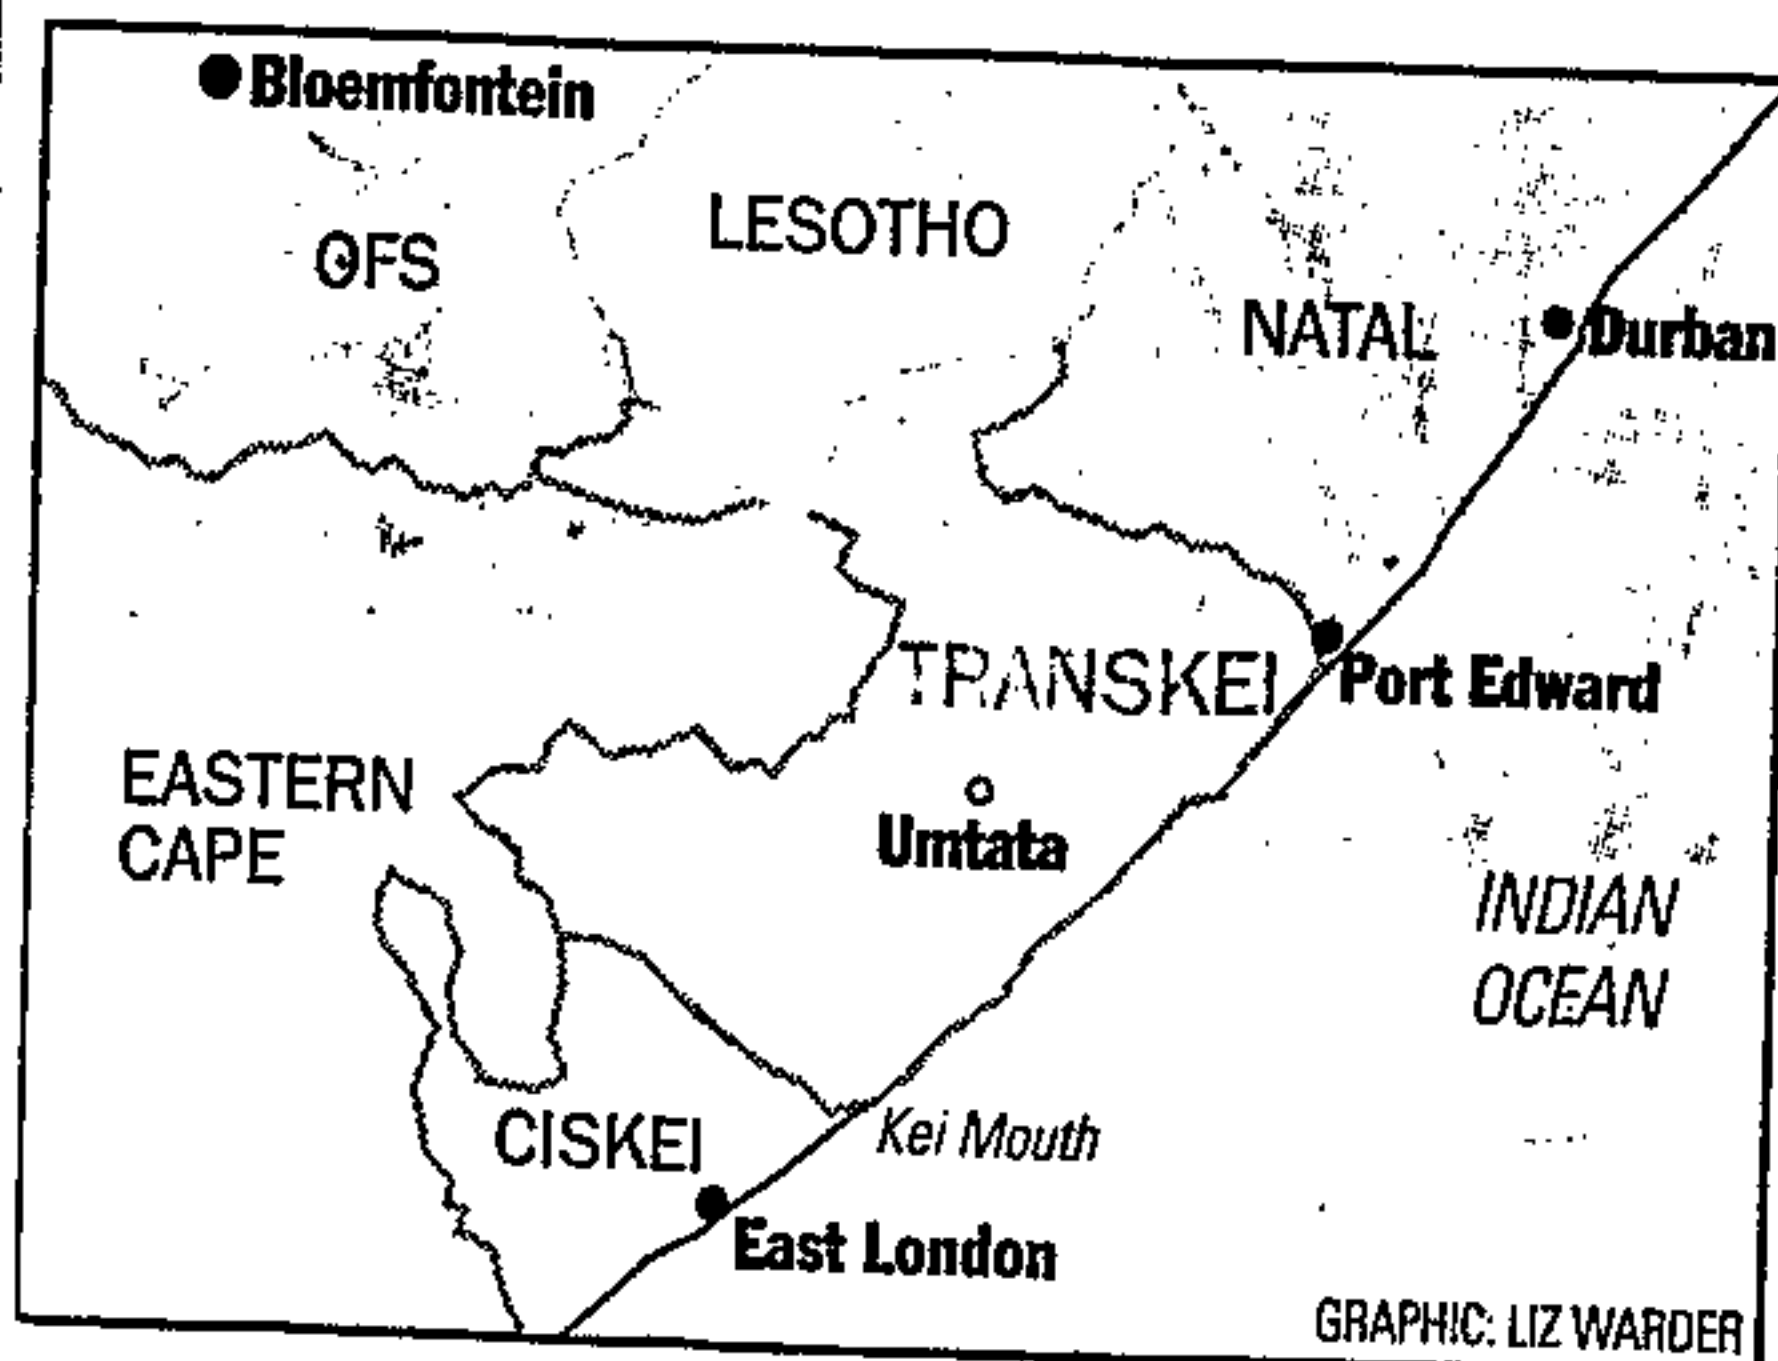 Bloemfontein
LESOTHO
OFS
NATAL
Durban
TRANSKEI
Port Edward
EASTERN
CAPE
Umtata
INDIAN
OCEAN
CISKEI
Kei Mouth
East London
GRAPHIC: LIZ WARDER